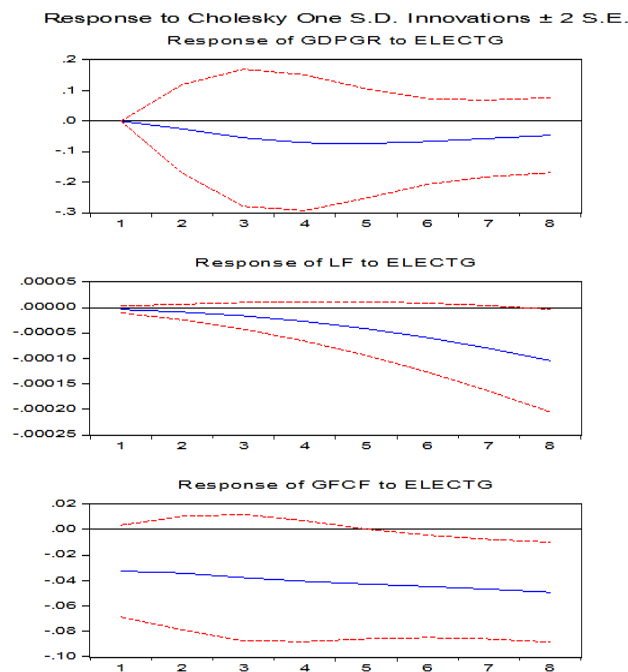 Response to Cholesky One S.D. Innovations ± 2 S.E.
Response of GDPGR to ELECTG
.2
.1
.0
-.1
-.2
-.3
1 2 3 4 5 6 7 8
Response of LF to ELECTG
.00005
.00000
-.00005
-.00010
-.00015
-.00020
-.00025
1 2 3 4 5 6 7 8
Response of GFCF to ELECTG
.02
.00
-.02
-.04
-.06
-.08
-.10
1 2 3 4 5 6 7 8